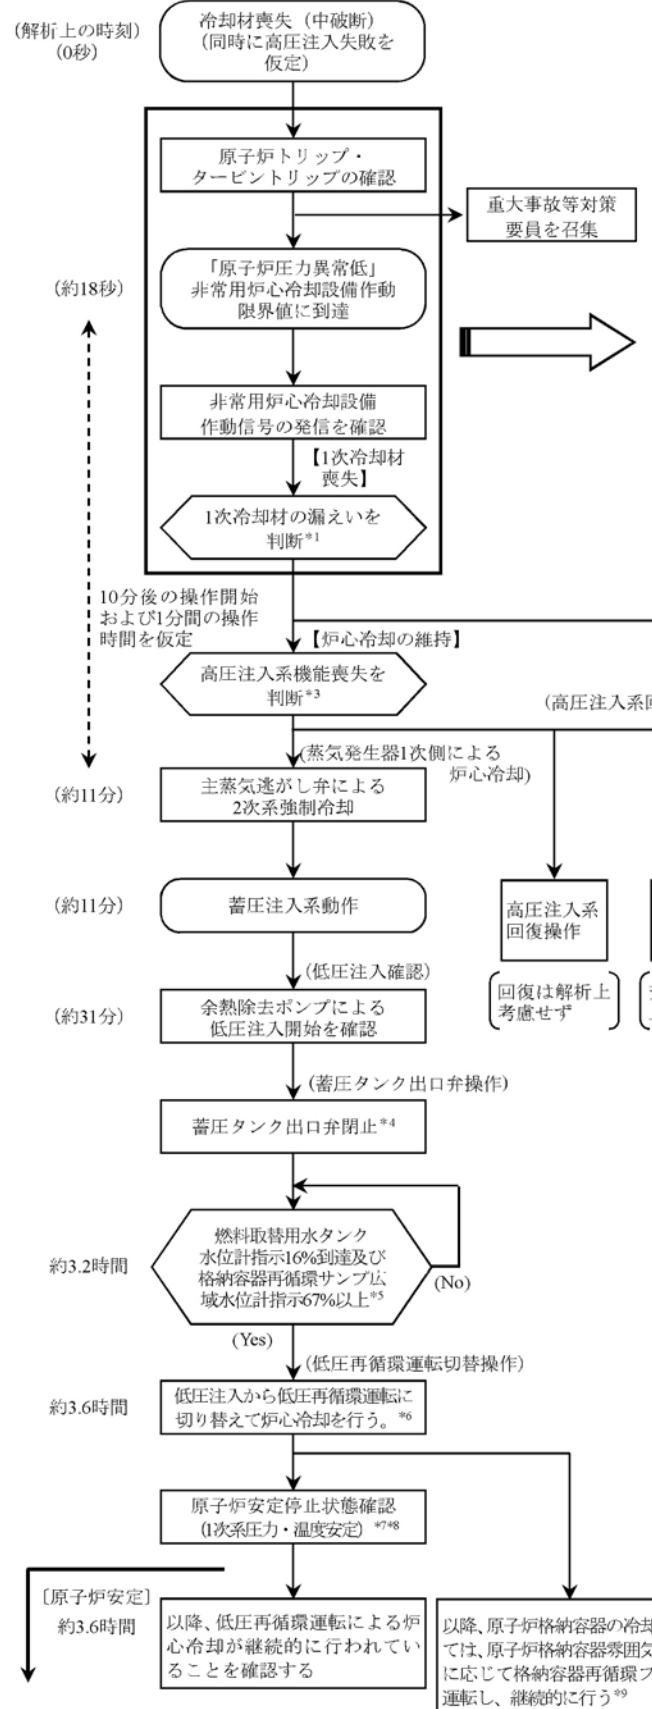 (解析上の時刻)
(0秒)
冷却材喪失（中破断）
（同時に高圧注入失敗を
仮定）
原子炉トリップ・
タービントリップの確認
重大事故等対策
要員を召集
(約18秒)
「原子炉圧力異常低」
非常用炉心冷却設備作動
限界値に到達
非常用炉心冷却設備
作動信号の発信を確認
【1次冷却材
喪失】
1次冷却材の漏えいを
判断*1
10分後の操作開始
および1分間の操作
時間を仮定
【炉心冷却の維持】
高圧注入系機能喪失を
判断*3
(高圧注入系回
(蒸気発生器1次側による
炉心冷却)
(約11分)
主蒸気逃がし弁による
2次系強制冷却
(約11分)
蓄圧注入系動作
高圧注入系
回復操作
回復は解析上
考慮せず
(低圧注入確認)
(約31分)
余熱除去ポンプによる
低圧注入開始を確認
(蓄圧タンク出口弁操作)
蓄圧タンク出口弁閉止*4
約3.2時間
燃料取替用水タンク
水位計指示16%到達及び
格納容器再循環サンプ広
域水位計指示67%以上*5
(No)
(Yes)
(低圧再循環運転切替操作)
約3.6時間
低圧注入から低圧再循環運転に
切り替えて炉心冷却を行う。*6
原子炉安定停止状態確認
(1次系圧力・温度安定) *7*8
〔原子炉安定〕
約3.6時間
以降、低圧再循環運転による炉
心冷却が継続的に行われてい
ることを確認する
以降、原子炉格納容器の冷却
ては、原子炉格納容器雰囲気
に応じて格納容器再循環フ
運転し、継続的に行う*9